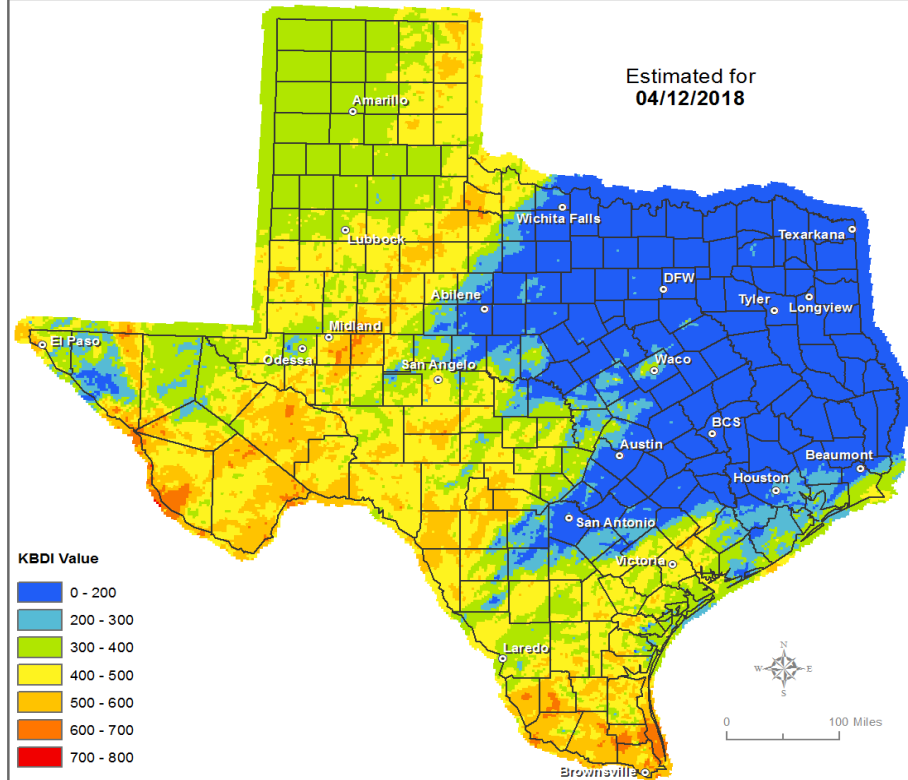 Estimated for
04/12/2018
Amarillo
Wichita Falls
Texarkana
Lubbock
DFW
Abilene
Tyler
Longview
El Paso
Midland
Odessa
San Angelo
Waco
BCS
Austin
Beaumont
Houston
San Antonio
Victoria
KBDI Value
0 - 200
200 - 300
300 - 400
400 - 500
500 - 600
600 - 700
700 - 800
Laredo
N
W
E
S
0
100 Miles
Brownsville